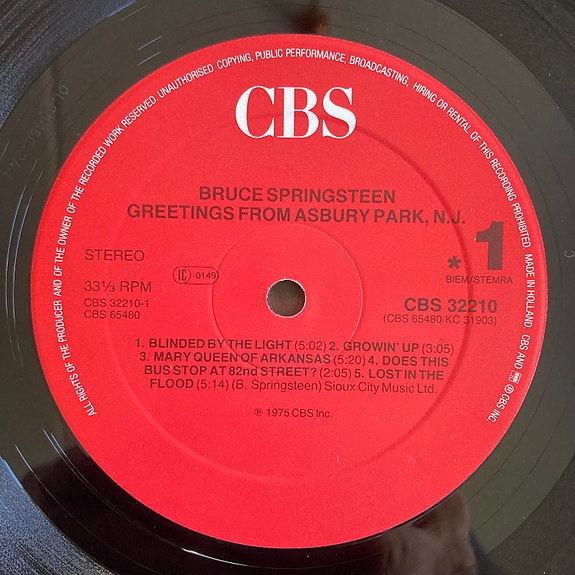 ALL RIGHTS OF THE PRODUCER AND OF THE OWNER OF THE RECORDED WORK RESERVED. UNAUTHORISED COPYING, PUBLIC PERFORMANCE, BROADCASTING, HIRING OR RENTAL OF THIS RECORDING PROHIBITED. MADE IN HOLLAND. CBS AND ® CBS INC.
CBS
BRUCE SPRINGSTEEN
GREETINGS FROM ASBURY PARK, N.J.
STEREO
LC -0149
* 1
BIEM/STEMRA
33⅓ RPM
CBS 32210-1
CBS 65480
CBS 32210
(CBS 65480/KC 31903)
1. BLINDED BY THE LIGHT (5:02) 2. GROWIN' UP (3:05)
3. MARY QUEEN OF ARKANSAS (5:20) 4. DOES THIS
BUS STOP AT 82nd STREET? (2:05) 5. LOST IN THE
FLOOD (5:14) (B. Springsteen) Sioux City Music Ltd.
℗ 1975 CBS Inc.